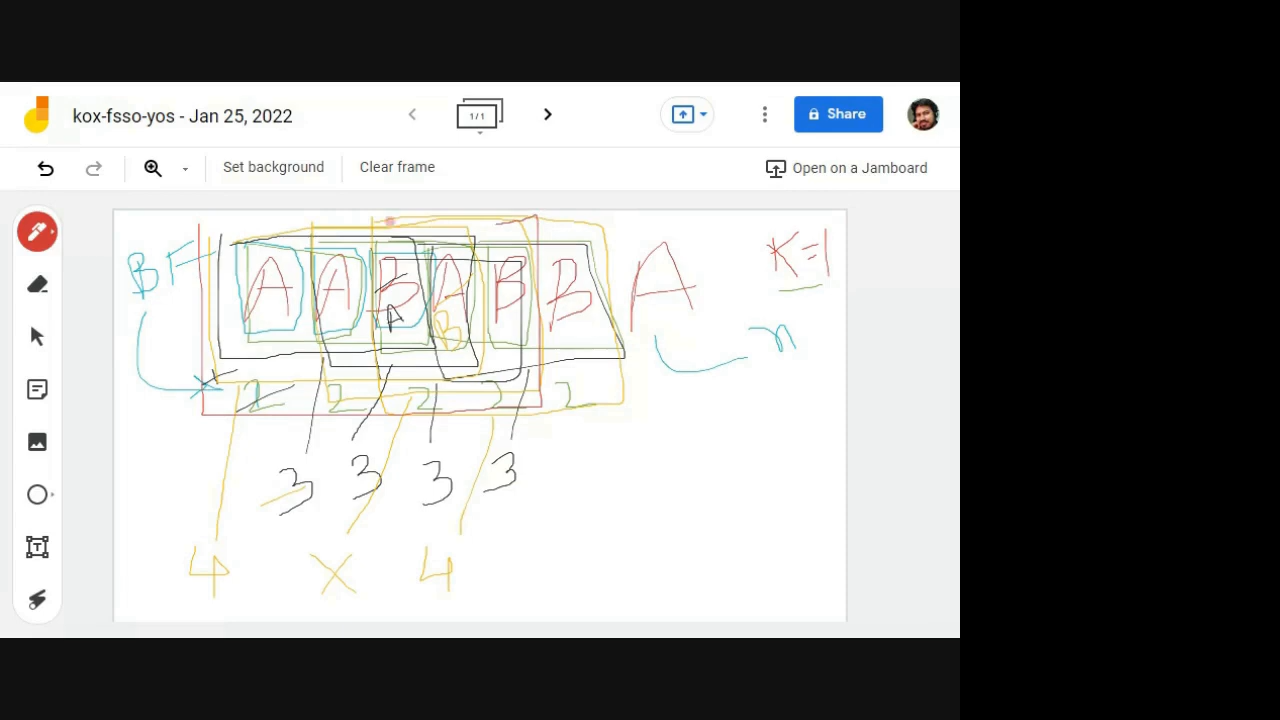 kox-fsso-yos - Jan 25, 2022
1/1
Share
Set background
Clear frame
Open on a Jamboard
BF
A A B A B B A
K=1
A
B
n
2 2 2 2 2
3 3 3 3
4 X 4
T